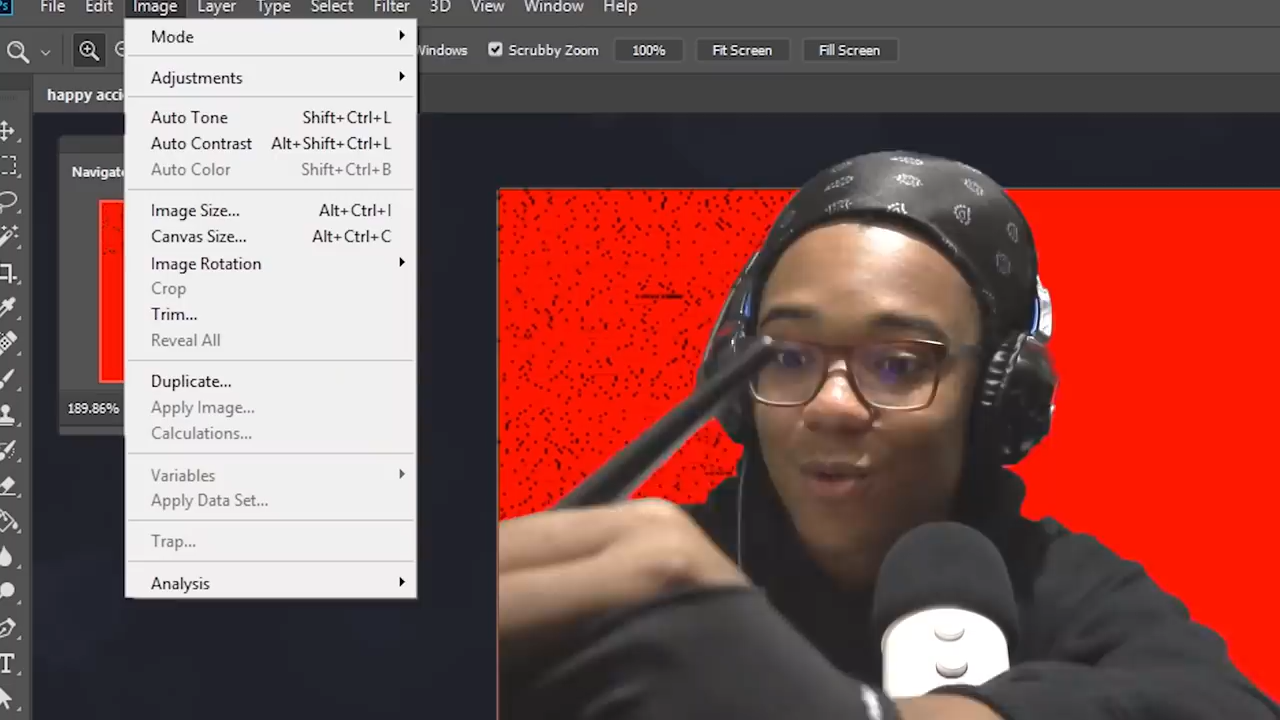 Ps File Edit Image Layer Type Select Filter 3D View Window Help
Windows Scrubby Zoom 100% Fit Screen Fill Screen
happy acci
Navigato
189.86%
Mode
Adjustments
Auto Tone Shift+Ctrl+L
Auto Contrast Alt+Shift+Ctrl+L
Auto Color Shift+Ctrl+B
Image Size... Alt+Ctrl+I
Canvas Size... Alt+Ctrl+C
Image Rotation
Crop
Trim...
Reveal All
Duplicate...
Apply Image...
Calculations...
Variables
Apply Data Set...
Trap...
Analysis